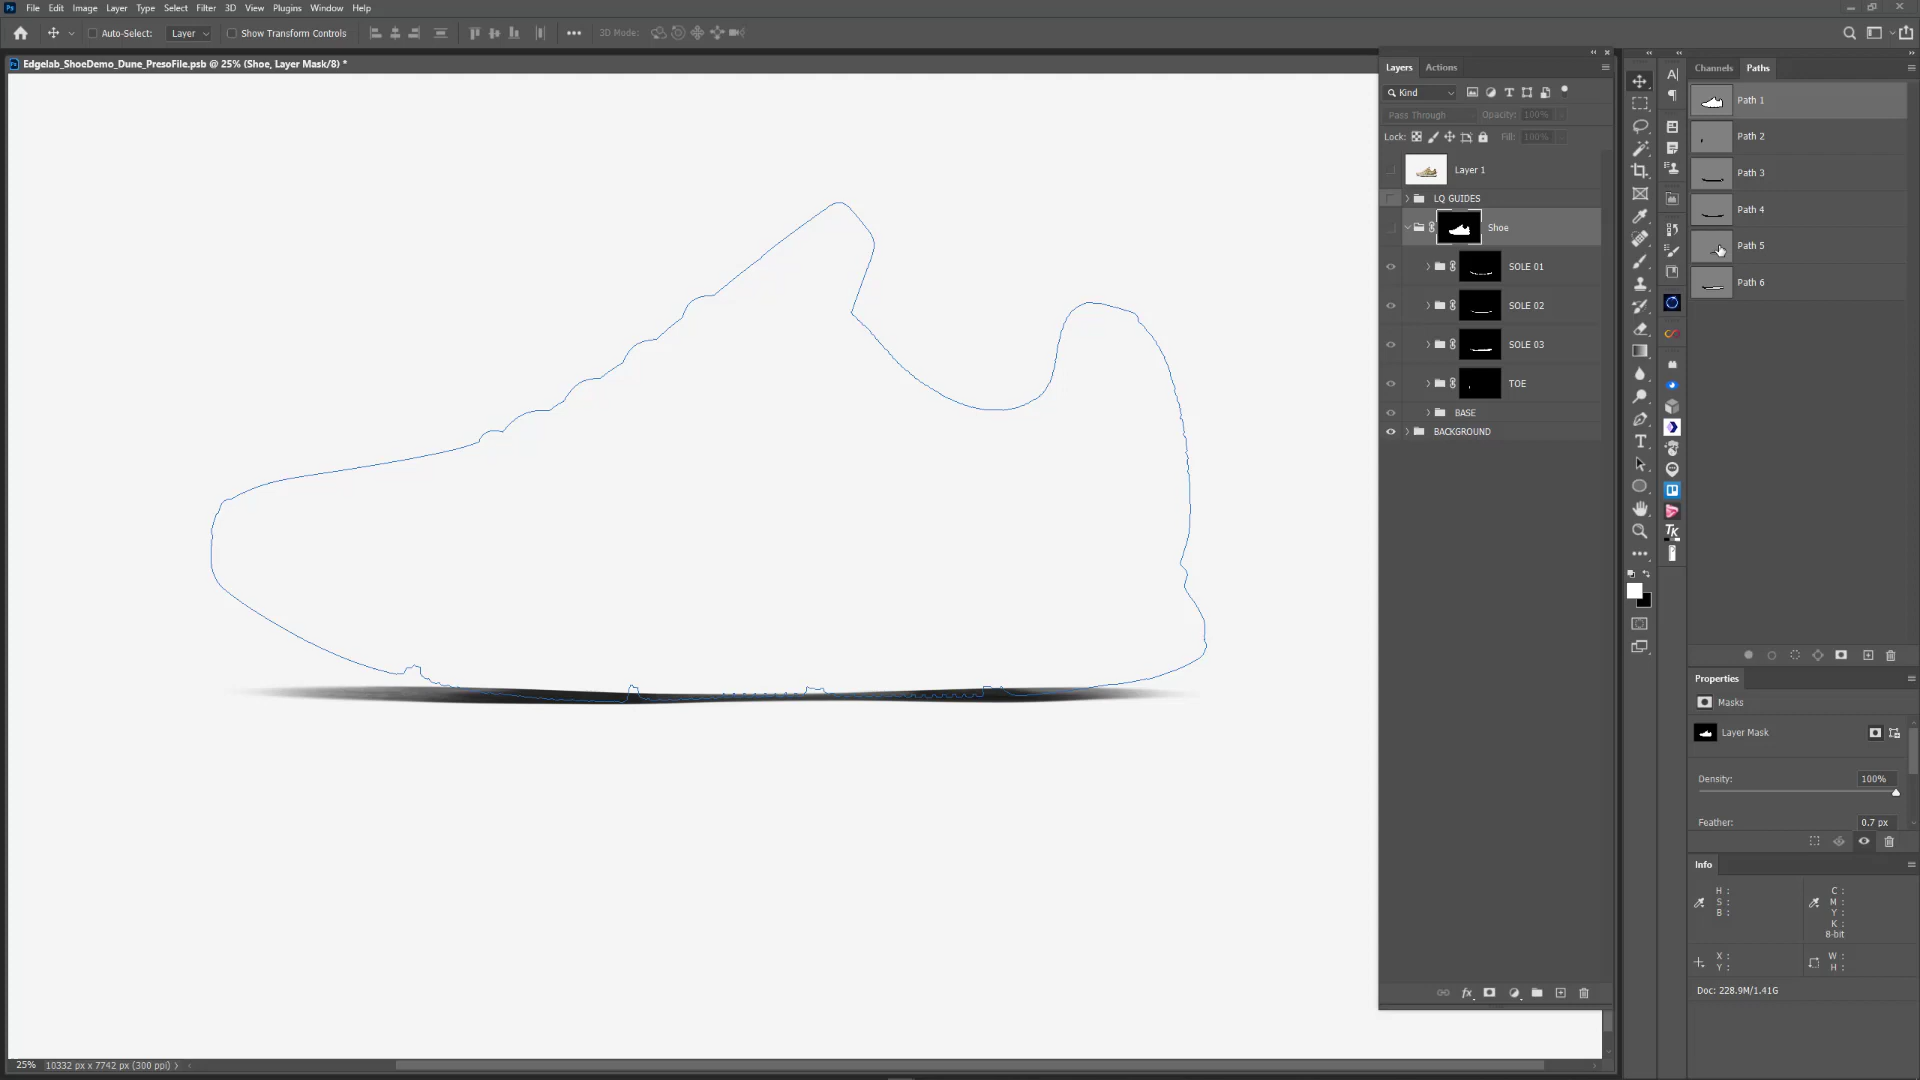 Ps File Edit Image Layer Type Select Filter 3D View Plugins Window Help
Auto-Select: Layer Show Transform Controls 3D Mode:
Edgelab_ShoeDemo_Dune_PresoFile.psb @ 25% (Shoe, Layer Mask/8) *
Layers Actions
Kind
Pass Through Opacity: 100%
Lock: Fill: 100%
Layer 1
LQ GUIDES
Shoe
SOLE 01
SOLE 02
SOLE 03
TOE
BASE
BACKGROUND
Channels Paths
Path 1
Path 2
Path 3
Path 4
Path 5
Path 6
TK
Properties
Masks
Layer Mask
Density: 100%
Feather: 0.7 px
Info
H : C :
S : M :
B : Y :
K :
8-bit
X : W :
Y : H :
Doc: 228.9M/1.41G
25% 10332 px x 7742 px (300 ppi)